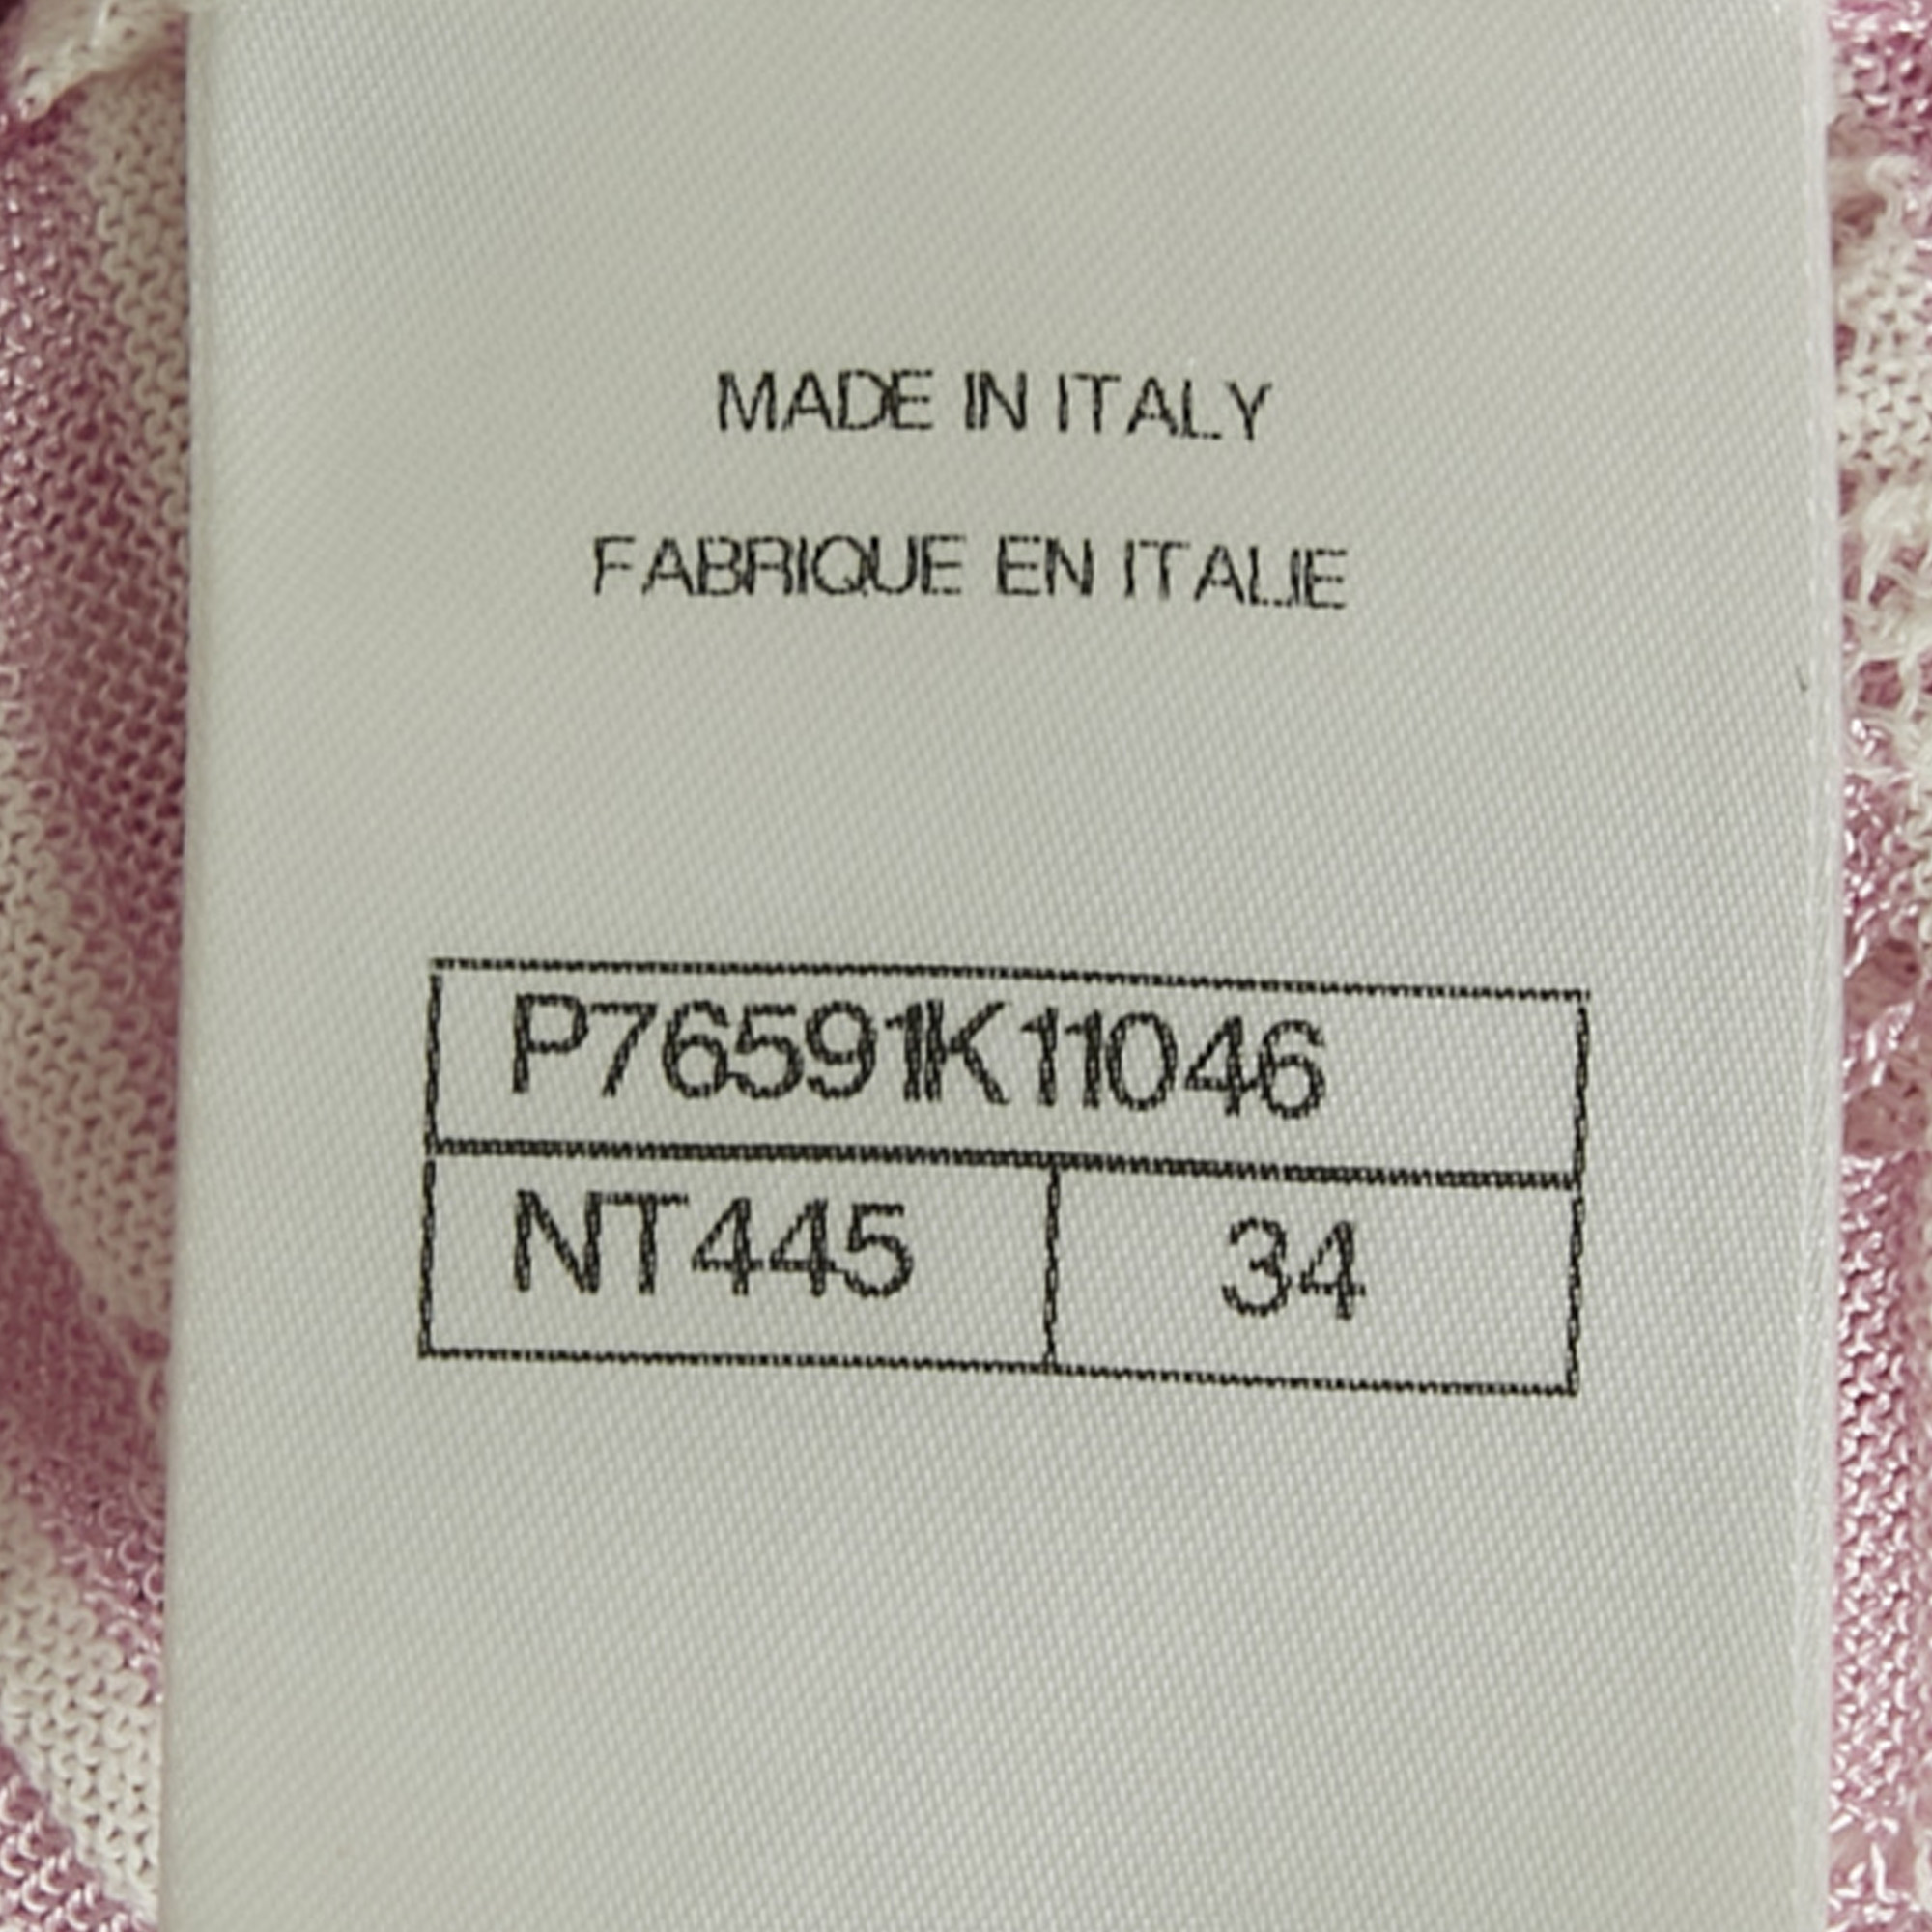 MADE IN ITALY
FABRIQUE EN ITALIE
P76591K11046
NT445 34